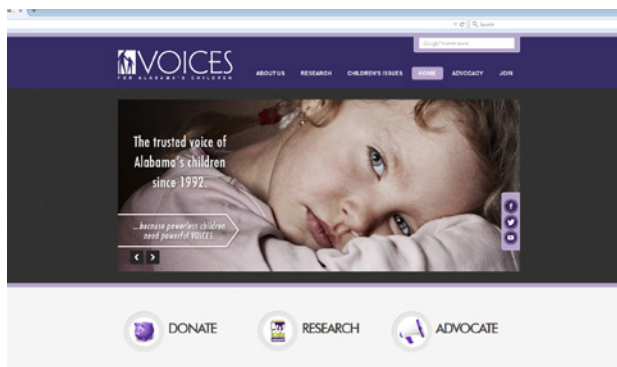 Search
VOICES
FOR ALABAMA'S CHILDREN
ABOUT US RESEARCH CHILDREN'S ISSUES HOME ADVOCACY JOIN
The trusted voice of
Alabama's children
since 1992.
...because powerless children
need powerful VOICES.
DONATE RESEARCH ADVOCATE